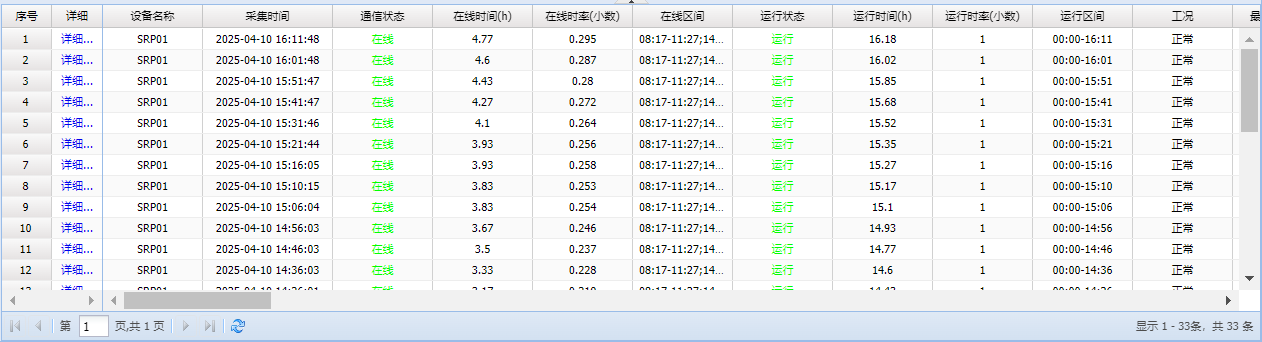 序号 详细 设备名称 采集时间 通信状态 在线时间(h) 在线时率(小数) 在线区间 运行状态 运行时间(h) 运行时率(小数) 运行区间 工况
1 详细... SRP01 2025-04-10 16:11:48 在线 4.77 0.295 08:17-11:27;14... 运行 16.18 1 00:00-16:11 正常
2 详细... SRP01 2025-04-10 16:01:48 在线 4.6 0.287 08:17-11:27;14... 运行 16.02 1 00:00-16:01 正常
3 详细... SRP01 2025-04-10 15:51:47 在线 4.43 0.28 08:17-11:27;14... 运行 15.85 1 00:00-15:51 正常
4 详细... SRP01 2025-04-10 15:41:47 在线 4.27 0.272 08:17-11:27;14... 运行 15.68 1 00:00-15:41 正常
5 详细... SRP01 2025-04-10 15:31:46 在线 4.1 0.264 08:17-11:27;14... 运行 15.52 1 00:00-15:31 正常
6 详细... SRP01 2025-04-10 15:21:44 在线 3.93 0.256 08:17-11:27;14... 运行 15.35 1 00:00-15:21 正常
7 详细... SRP01 2025-04-10 15:16:05 在线 3.93 0.258 08:17-11:27;14... 运行 15.27 1 00:00-15:16 正常
8 详细... SRP01 2025-04-10 15:10:15 在线 3.83 0.253 08:17-11:27;14... 运行 15.17 1 00:00-15:10 正常
9 详细... SRP01 2025-04-10 15:06:04 在线 3.83 0.254 08:17-11:27;14... 运行 15.1 1 00:00-15:06 正常
10 详细... SRP01 2025-04-10 14:56:03 在线 3.67 0.246 08:17-11:27;14... 运行 14.93 1 00:00-14:56 正常
11 详细... SRP01 2025-04-10 14:46:03 在线 3.5 0.237 08:17-11:27;14... 运行 14.77 1 00:00-14:46 正常
12 详细... SRP01 2025-04-10 14:36:03 在线 3.33 0.228 08:17-11:27;14... 运行 14.6 1 00:00-14:36 正常
第 1 页,共 1 页 显示 1 - 33条，共 33 条